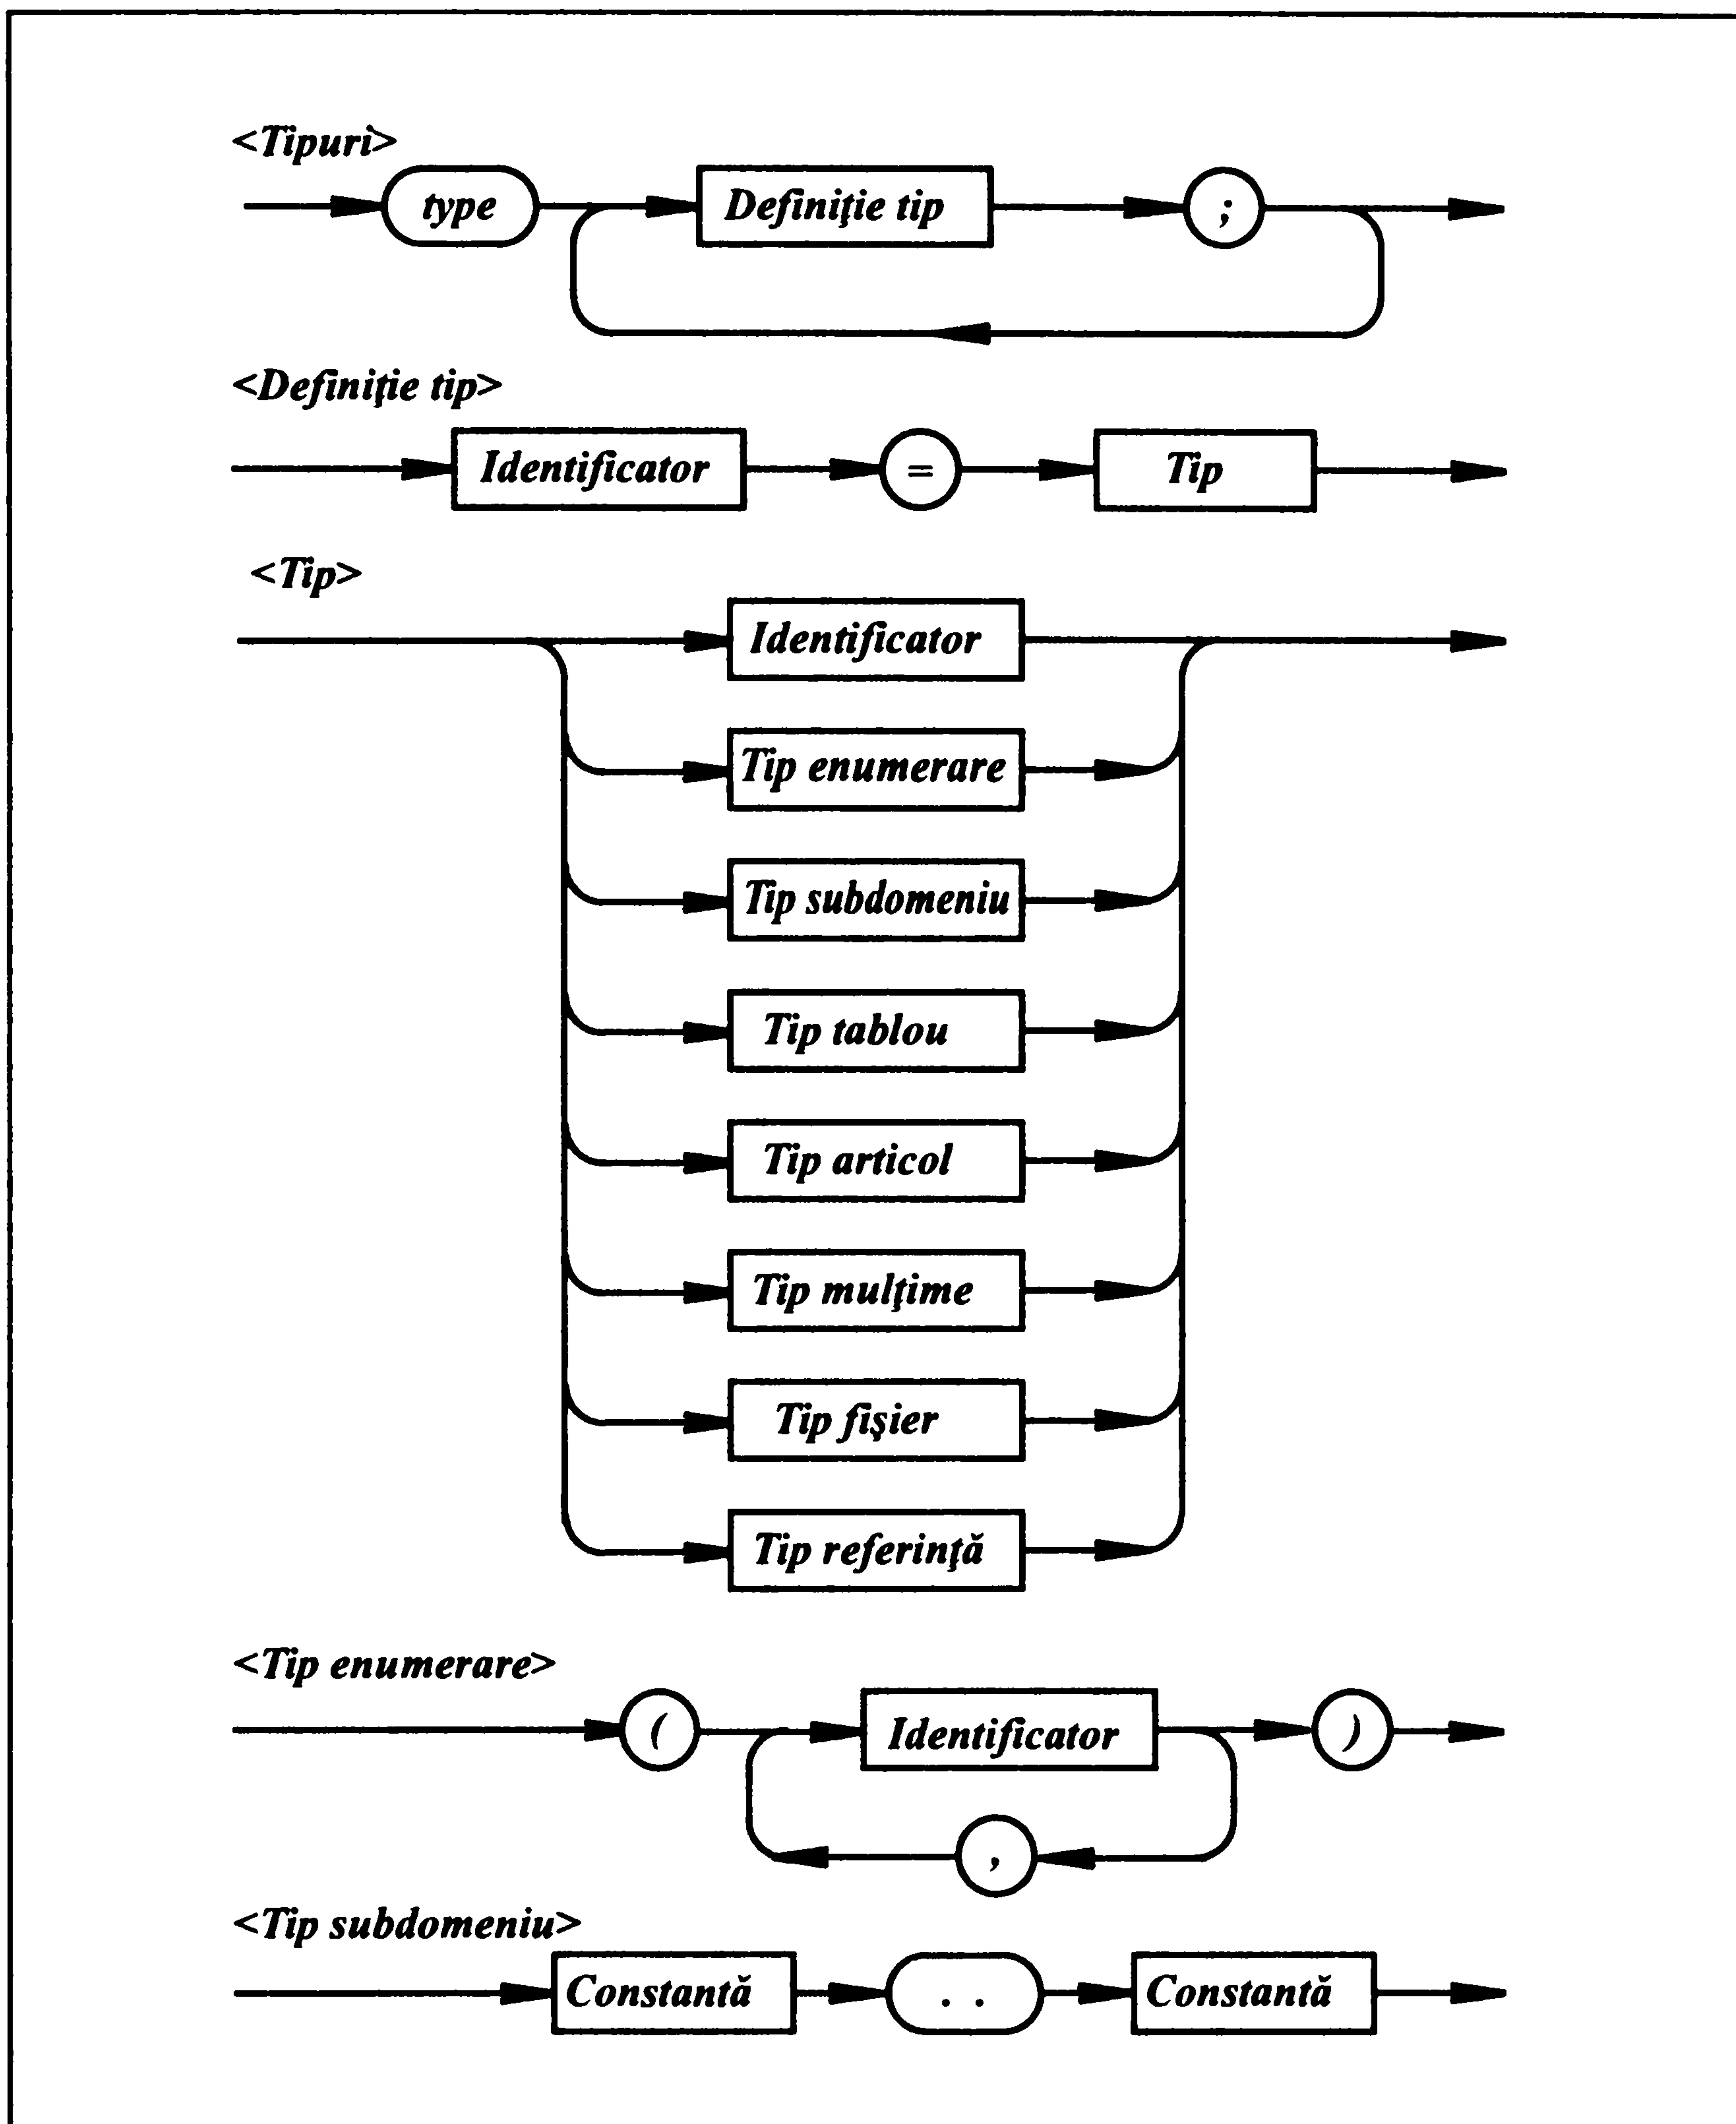 <Tipuri>
type Definiţie tip ;
<Definiţie tip>
Identificator = Tip
<Tip>
Identificator
Tip enumerare
Tip subdomeniu
Tip tablou
Tip articol
Tip mulţime
Tip fişier
Tip referinţă
<Tip enumerare>
( Identificator )
,
<Tip subdomeniu>
Constantă . . Constantă